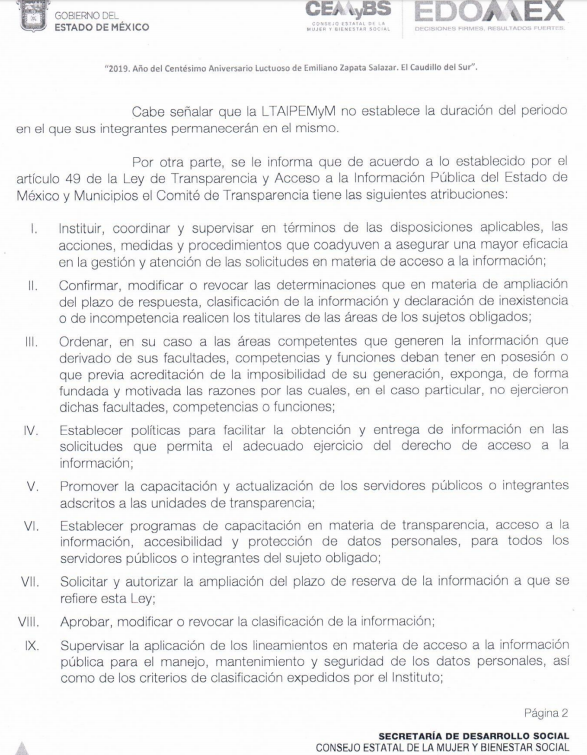 GOBIERNO DEL
ESTADO DE MÉXICO
CEMyBS
CONSEJO ESTATAL DE LA
MUJER Y BIENESTAR SOCIAL
EDOMEX
DECISIONES FIRMES, RESULTADOS FUERTES.
"2019. Año del Centésimo Aniversario Luctuoso de Emiliano Zapata Salazar. El Caudillo del Sur".
Cabe señalar que la LTAIPEMyM no establece la duración del periodo
en el que sus integrantes permanecerán en el mismo.
Por otra parte, se le informa que de acuerdo a lo establecido por el
artículo 49 de la Ley de Transparencia y Acceso a la Información Pública del Estado de
México y Municipios el Comité de Transparencia tiene las siguientes atribuciones:
I. Instituir, coordinar y supervisar en términos de las disposiciones aplicables, las
acciones, medidas y procedimientos que coadyuven a asegurar una mayor eficacia
en la gestión y atención de las solicitudes en materia de acceso a la información;
II. Confirmar, modificar o revocar las determinaciones que en materia de ampliación
del plazo de respuesta, clasificación de la información y declaración de inexistencia
o de incompetencia realicen los titulares de las áreas de los sujetos obligados;
III. Ordenar, en su caso a las áreas competentes que generen la información que
derivado de sus facultades, competencias y funciones deban tener en posesión o
que previa acreditación de la imposibilidad de su generación, exponga, de forma
fundada y motivada las razones por las cuales, en el caso particular, no ejercieron
dichas facultades, competencias o funciones;
IV. Establecer políticas para facilitar la obtención y entrega de información en las
solicitudes que permita el adecuado ejercicio del derecho de acceso a la
información;
V. Promover la capacitación y actualización de los servidores públicos o integrantes
adscritos a las unidades de transparencia;
VI. Establecer programas de capacitación en materia de transparencia, acceso a la
información, accesibilidad y protección de datos personales, para todos los
servidores públicos o integrantes del sujeto obligado;
VII. Solicitar y autorizar la ampliación del plazo de reserva de la información a que se
refiere esta Ley;
VIII. Aprobar, modificar o revocar la clasificación de la información;
IX. Supervisar la aplicación de los lineamientos en materia de acceso a la información
pública para el manejo, mantenimiento y seguridad de los datos personales, así
como de los criterios de clasificación expedidos por el Instituto;
Página 2
SECRETARÍA DE DESARROLLO SOCIAL
CONSEJO ESTATAL DE LA MUJER Y BIENESTAR SOCIAL